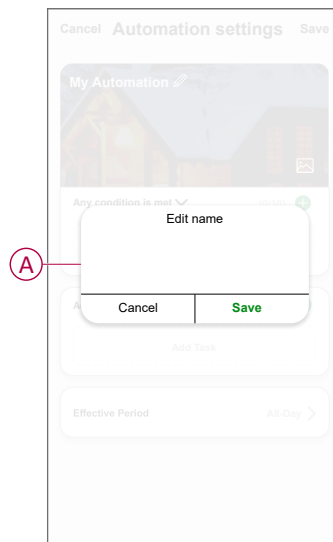 Cancel Automation settings Save
My Automation
Any condition is met
Edit name
A
Cancel Save
Add Task
Effective Period All-Day